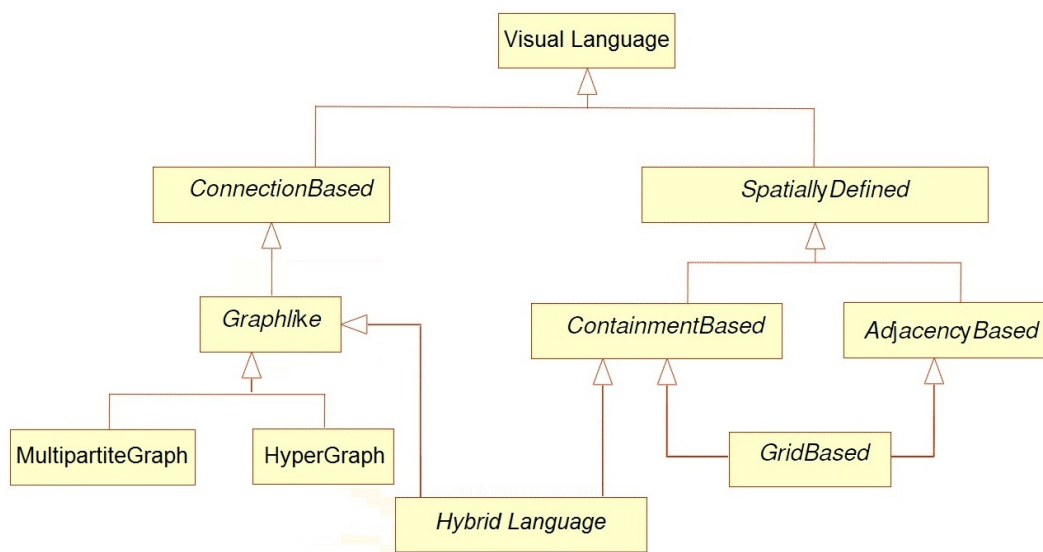 Visual Language
ConnectionBased
SpatiallyDefined
Graphlike
ContainmentBased
AdjacencyBased
MultipartiteGraph
HyperGraph
GridBased
Hybrid Language